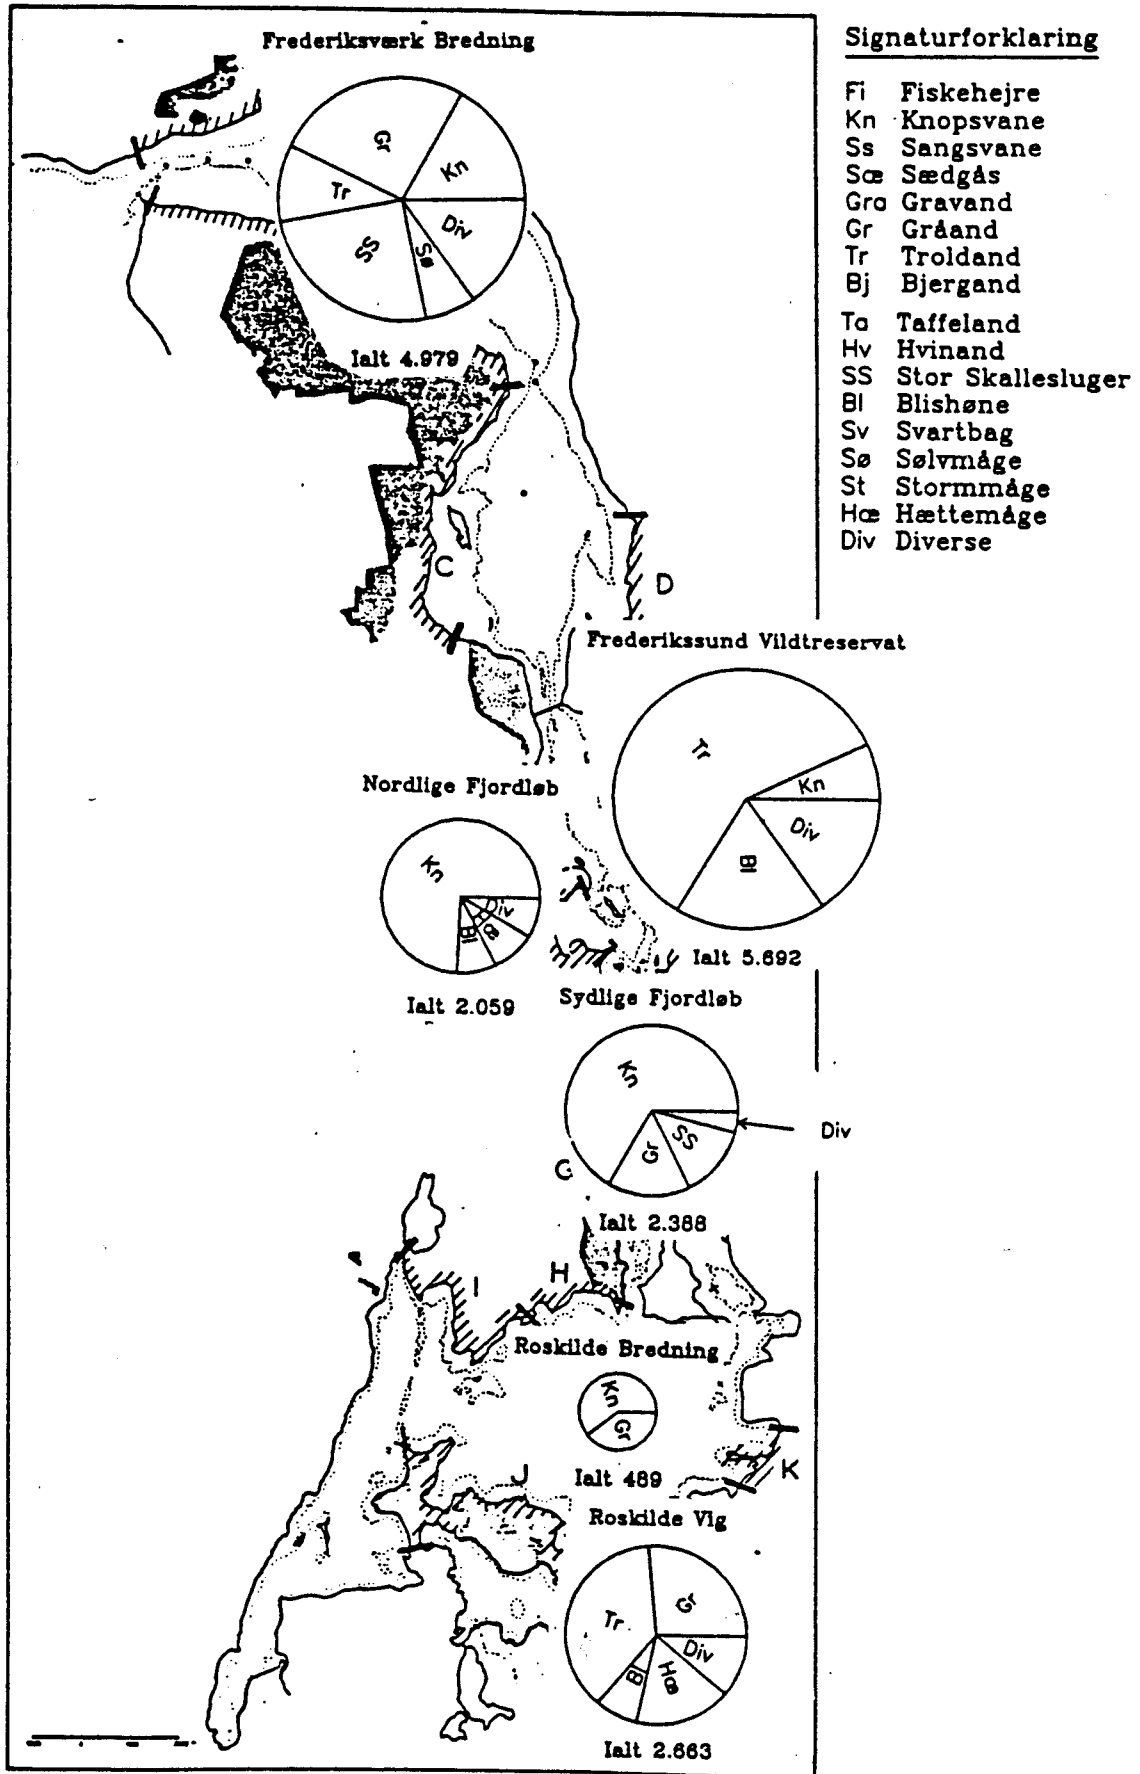 Signaturforklaring
Fi Fiskehejre
Kn Knopsvane
Ss Sangsvane
Sæ Sædgås
Gra Gravand
Gr Gråand
Tr Troldand
Bj Bjergand
Ta Taffeland
Hv Hvinand
SS Stor Skallesluger
Bl Blishøne
Sv Svartbag
Sø Sølvmåge
St Stormmåge
Hæ Hættemåge
Div Diverse
Frederiksværk Bredning
Gr
Kn
Tr
Div
SS
Sø
Ialt 4.979
C
D
Frederikssund Vildtreservat
Tr
Kn
Div
Bl
Ialt 5.692
Nordlige Fjordløb
Kn
Bl
Ialt 2.059
Sydlige Fjordløb
Kn
SS
Gr
Div
G
Ialt 2.388
H
I
Roskilde Bredning
Kn
Gr
Ialt 489
J
K
Roskilde Vig
Gr
Tr
Div
Bl
Hæ
Ialt 2.663